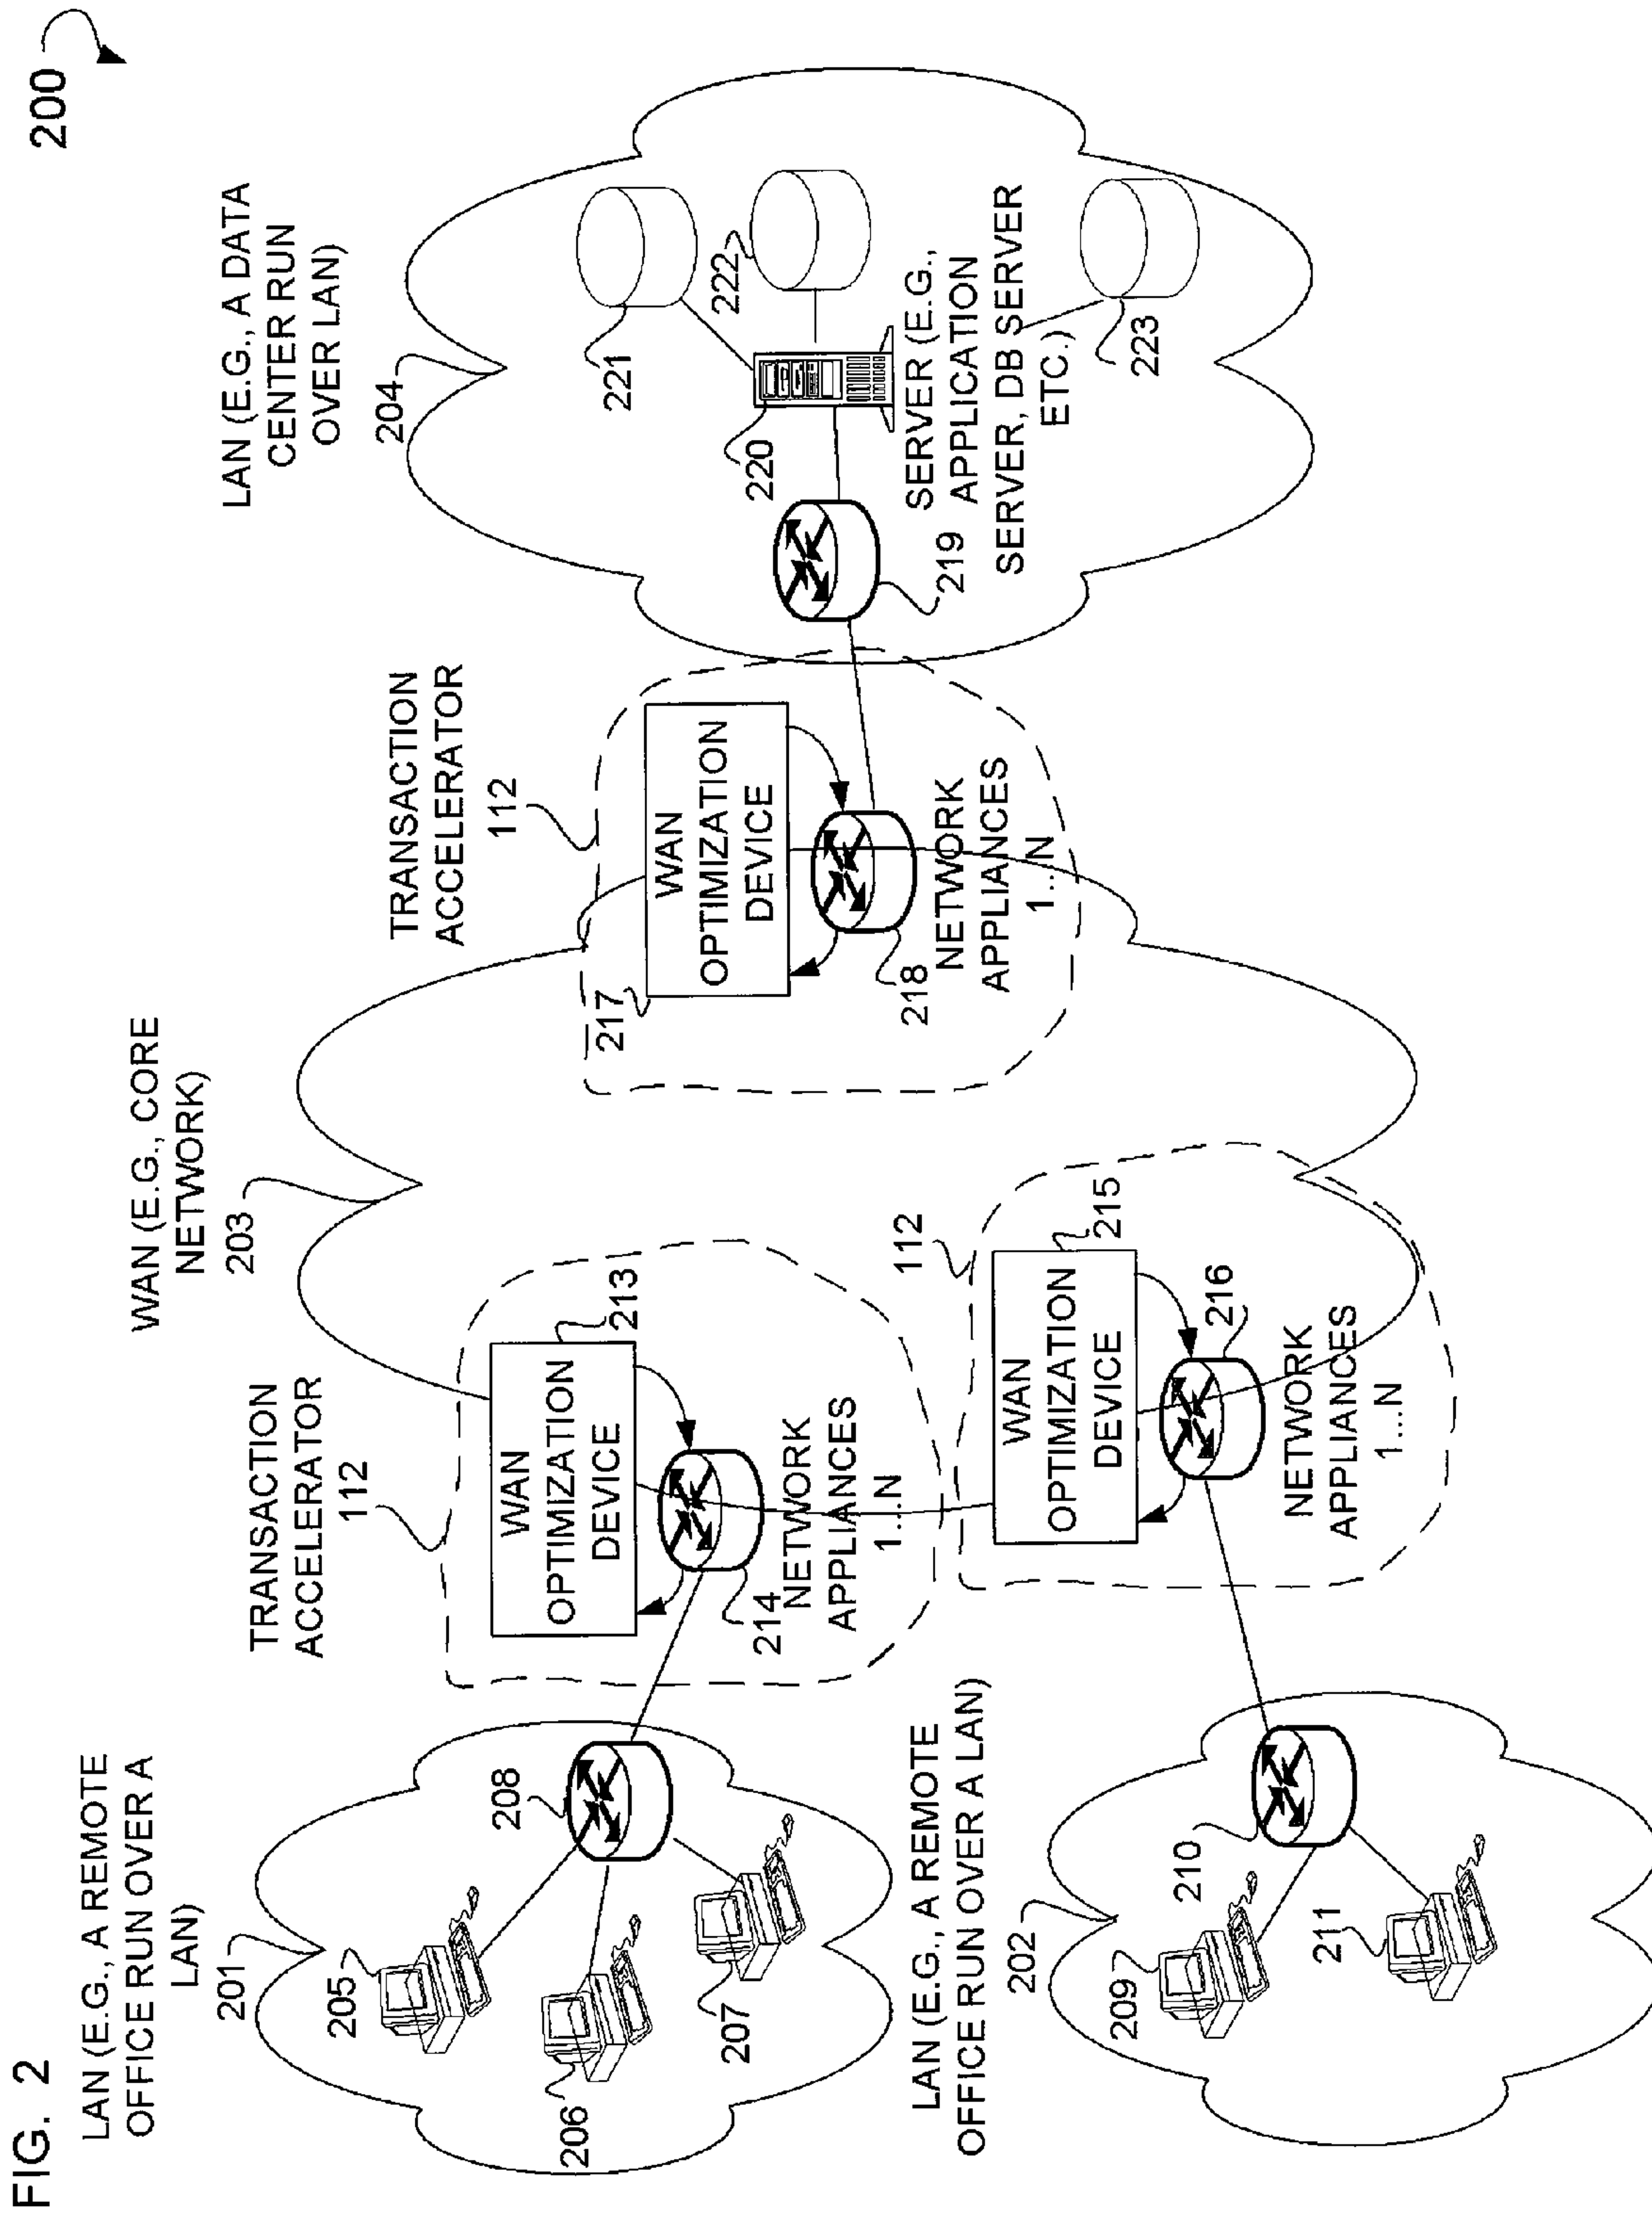 FIG. 2
200
LAN (E.G., A REMOTE
OFFICE RUN OVER A
LAN)
201
205
206
207
208
TRANSACTION
ACCELERATOR
112
WAN
OPTIMIZATION
DEVICE
213
214
NETWORK
APPLIANCES
1...N
WAN (E.G., CORE
NETWORK)
203
TRANSACTION
ACCELERATOR
112
217
WAN
OPTIMIZATION
DEVICE
218
NETWORK
APPLIANCES
1...N
LAN (E.G., A DATA
CENTER RUN
OVER LAN)
204
219
220
221
222
223
SERVER (E.G.,
APPLICATION
SERVER, DB SERVER
ETC.)
LAN (E.G., A REMOTE
OFFICE RUN OVER A LAN)
202
209
210
211
112
WAN
OPTIMIZATION
DEVICE
215
216
NETWORK
APPLIANCES
1...N